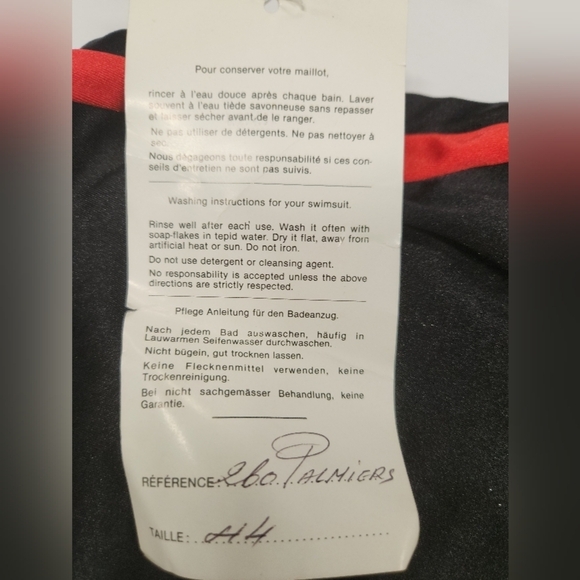 Pour conserver votre maillot,
rincer à l'eau douce après chaque bain. Laver
souvent à l'eau tiède savonneuse sans repasser
et laisser sécher avant de le ranger.
Ne pas utiliser de détergents. Ne pas nettoyer à
Nous dégageons toute responsabilité si ces con-
seils d'entretien ne sont pas suivis.
Washing instructions for your swimsuit.
Rinse well after each use. Wash it often with
soap-flakes in tepid water. Dry it flat, away from
artificial heat or sun. Do not iron.
Do not use detergent or cleansing agent.
No responsability is accepted unless the above
directions are strictly respected.
Pflege Anleitung für den Badeanzug.
Nach jedem Bad auswaschen, häufig in
Lauwarmen Seifenwasser durchwaschen.
Nicht bügeln, gut trocknen lassen.
Keine Fleckenmittel verwenden, keine
Trockenreinigung.
Bei nicht sachgemässer Behandlung, keine
Garantie.
RÉFÉRENCE: 260 PALMIERS
TAILLE: 44